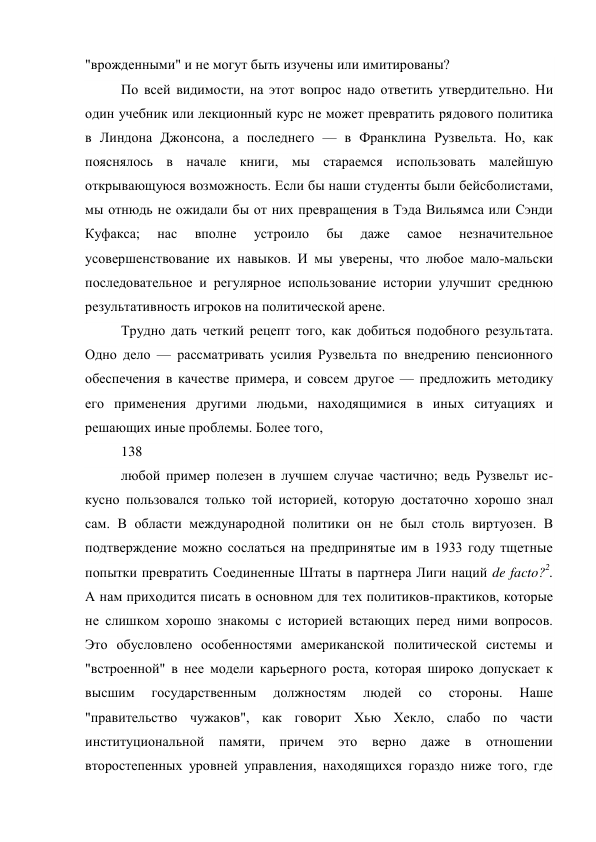 "врожденными" и не могут быть изучены или имитированы?
По всей видимости, на этот вопрос надо ответить утвердительно. Ни
один учебник или лекционный курс не может превратить рядового политика
в Линдона Джонсона, а последнего — в Франклина Рузвельта. Но, как
пояснялось в начале книги, мы стараемся использовать малейшую
открывающуюся возможность. Если бы наши студенты были бейсболистами,
мы отнюдь не ожидали бы от них превращения в Тэда Вильямса или Сэнди
Куфакса; нас вполне устроило бы даже самое незначительное
усовершенствование их навыков. И мы уверены, что любое мало-мальски
последовательное и регулярное использование истории улучшит среднюю
результативность игроков на политической арене.
Трудно дать четкий рецепт того, как добиться подобного результата.
Одно дело — рассматривать усилия Рузвельта по внедрению пенсионного
обеспечения в качестве примера, и совсем другое — предложить методику
его применения другими людьми, находящимися в иных ситуациях и
решающих иные проблемы. Более того,
138
любой пример полезен в лучшем случае частично; ведь Рузвельт ис-
кусно пользовался только той историей, которую достаточно хорошо знал
сам. В области международной политики он не был столь виртуозен. В
подтверждение можно сослаться на предпринятые им в 1933 году тщетные
попытки превратить Соединенные Штаты в партнера Лиги наций de facto?².
А нам приходится писать в основном для тех политиков-практиков, которые
не слишком хорошо знакомы с историей встающих перед ними вопросов.
Это обусловлено особенностями американской политической системы и
"встроенной" в нее модели карьерного роста, которая широко допускает к
высшим государственным должностям людей со стороны. Наше
"правительство чужаков", как говорит Хью Хекло, слабо по части
институциональной памяти, причем это верно даже в отношении
второстепенных уровней управления, находящихся гораздо ниже того, где